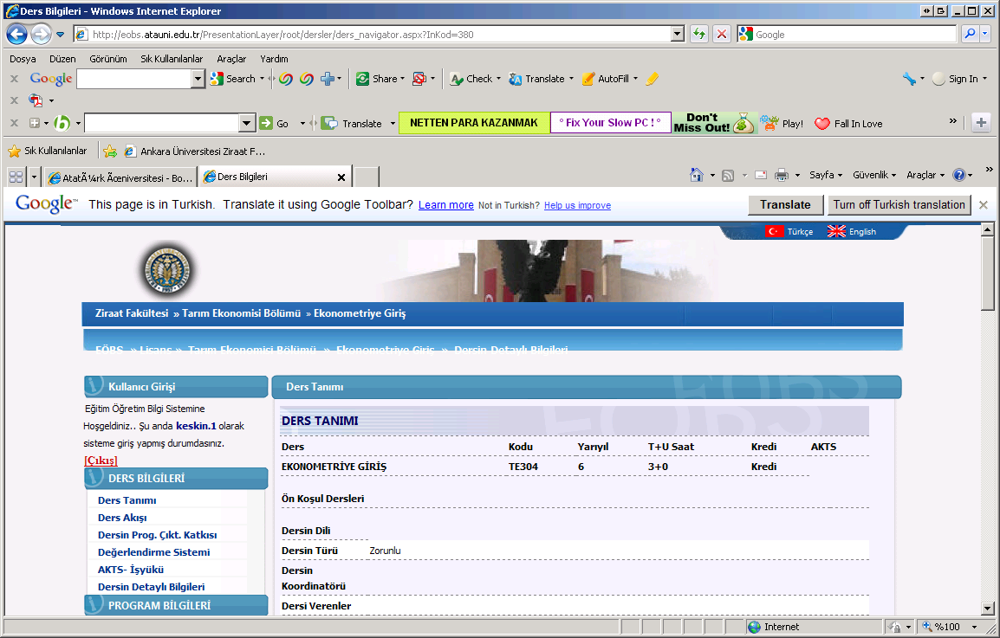 Ders Bilgileri - Windows Internet Explorer
http://eobs.atauni.edu.tr/PresentationLayer/root/dersler/ders_navigator.aspx?InKod=380
Google
Dosya Düzen Görünüm Sık Kullanılanlar Araçlar Yardım
Google Search Share Check Translate AutoFill Sign In
Go Translate NETTEN PARA KAZANMAK ° Fix Your Slow PC ! ° Don't Miss Out! Play! Fall In Love
Sık Kullanılanlar Ankara Üniversitesi Ziraat F...
AtatÃ¼rk Ãœniversitesi - Bo... Ders Bilgileri Sayfa Güvenlik Araçlar
Google™ This page is in Turkish. Translate it using Google Toolbar? Learn more Not in Turkish? Help us improve Translate Turn off Turkish translation
Türkçe English
Ziraat Fakültesi » Tarım Ekonomisi Bölümü » Ekonometriye Giriş
EÖBS » Lisans » Tarım Ekonomisi Bölümü » Ekonometriye Giriş » Dersin Detaylı Bilgileri
Kullanıcı Girişi
Eğitim Öğretim Bilgi Sistemine
Hoşgeldiniz.. Şu anda keskin.1 olarak
sisteme giriş yapmış durumdasınız.
[Çıkış]
DERS BİLGİLERİ
Ders Tanımı
Ders Akışı
Dersin Prog. Çıkt. Katkısı
Değerlendirme Sistemi
AKTS- İşyükü
Dersin Detaylı Bilgileri
PROGRAM BİLGİLERİ
Ders Tanımı
EOBS
EOBS
DERS TANIMI
Ders Kodu Yarıyıl T+U Saat Kredi AKTS
EKONOMETRİYE GİRİŞ TE304 6 3+0 Kredi
Ön Koşul Dersleri
Dersin Dili
Dersin Türü Zorunlu
Dersin
Koordinatörü
Dersi Verenler
Internet %100